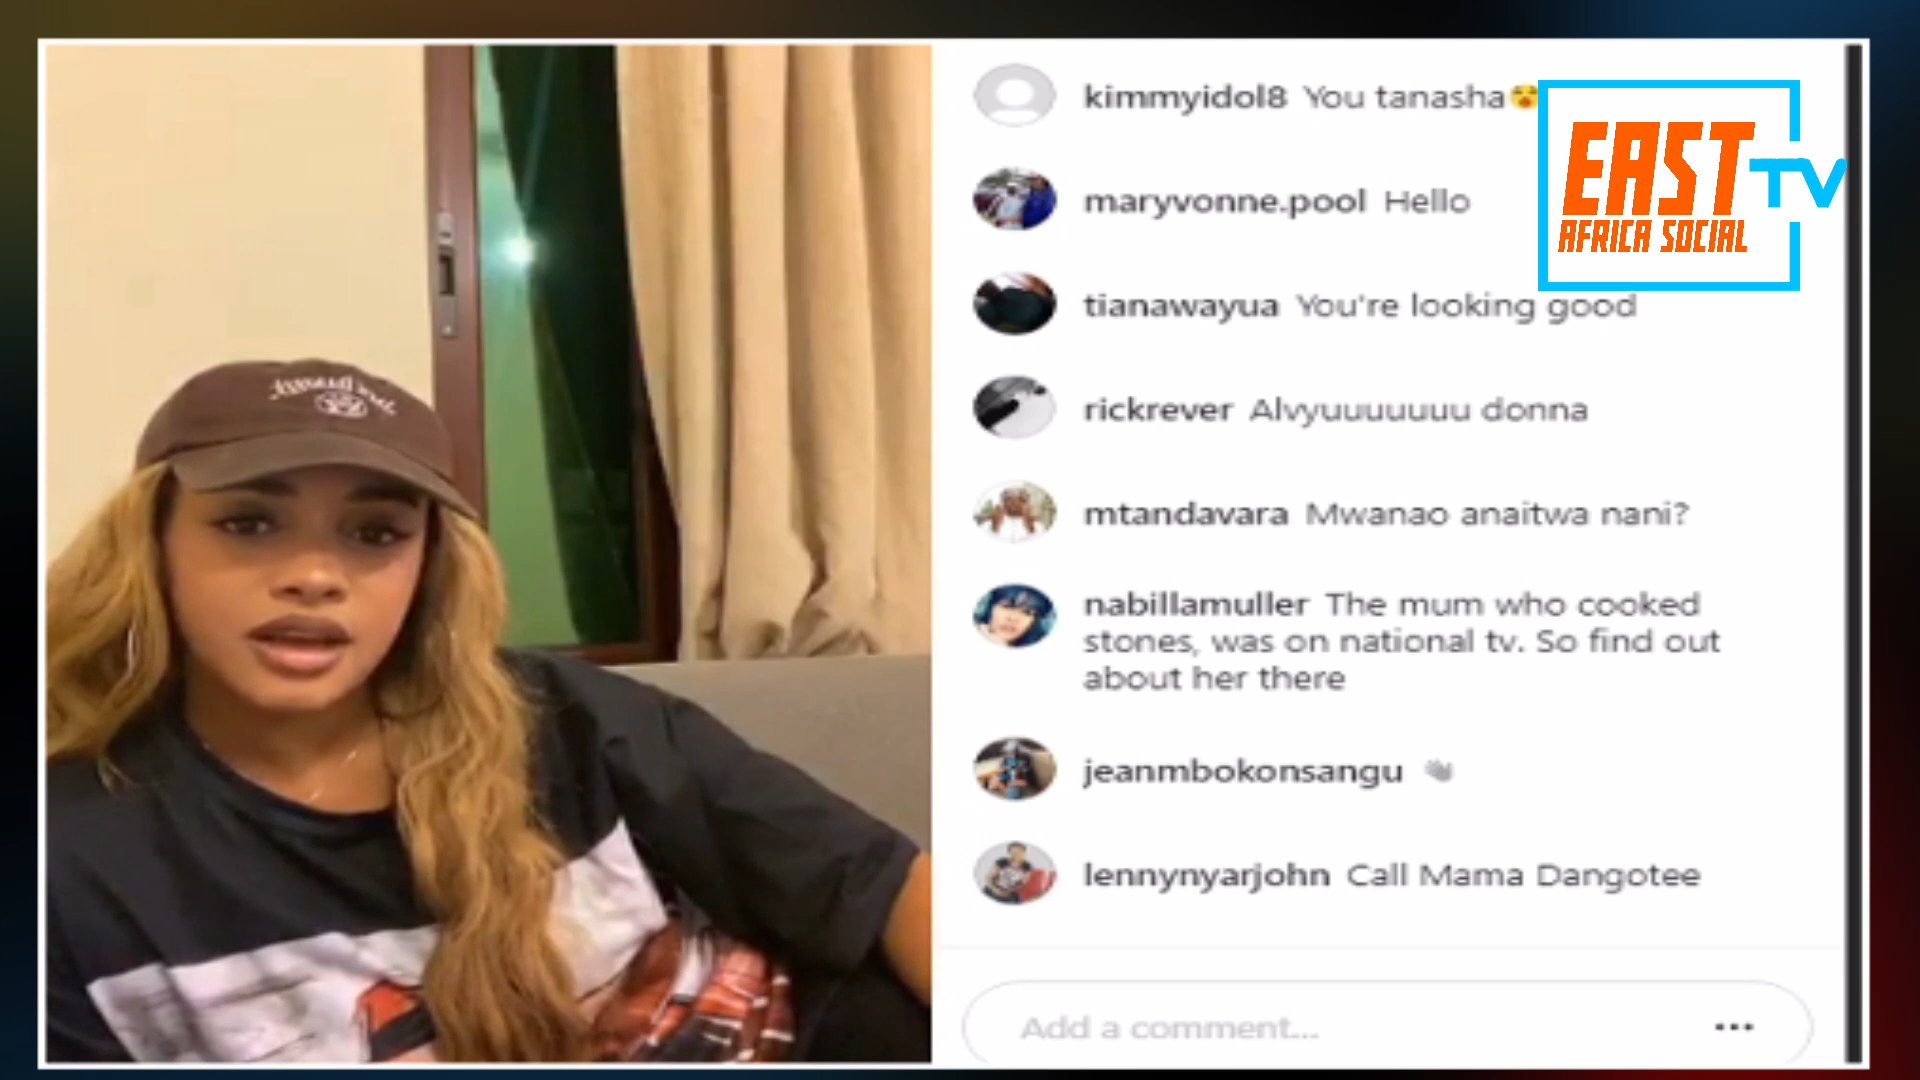 kimmyidol8 You tanasha😵
maryvonne.pool Hello
tianawayua You're looking good
rickrever Alvyuuuuuuu donna
mtandavara Mwanao anaitwa nani?
nabillamuller The mum who cooked
stones, was on national tv. So find out
about her there
jeanmbokonsangu 👋
lennynyarjohn Call Mama Dangotee
Add a comment...
EAST
TV
AFRICA SOCIAL